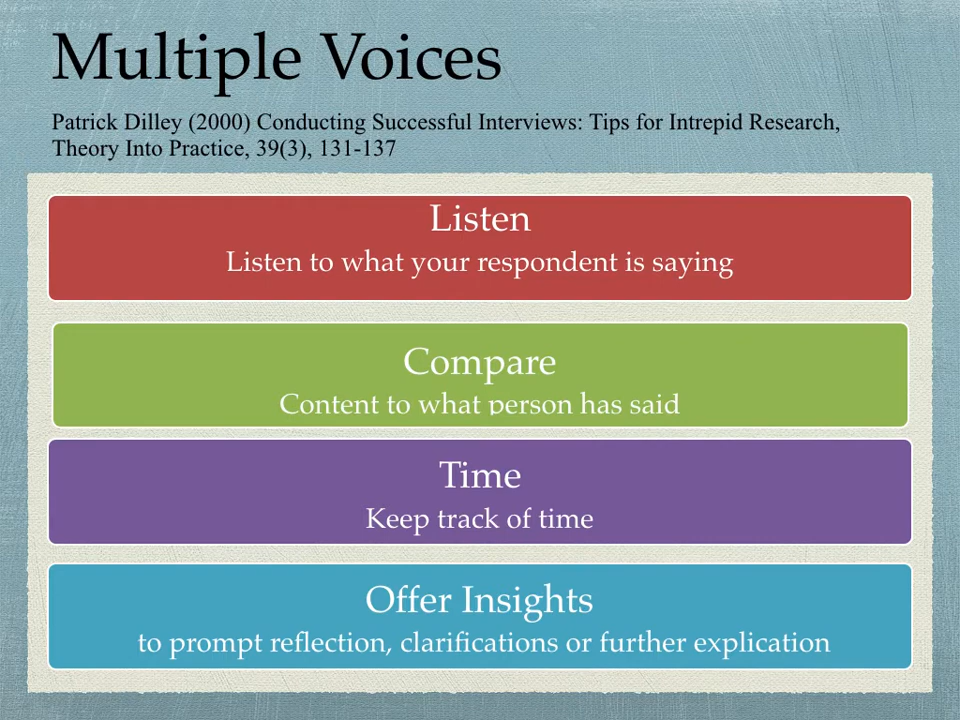 Multiple Voices
Patrick Dilley (2000) Conducting Successful Interviews: Tips for Intrepid Research,
Theory Into Practice, 39(3), 131-137
Listen
Listen to what your respondent is saying
Compare
Content to what person has said
Time
Keep track of time
Offer Insights
to prompt reflection, clarifications or further explication